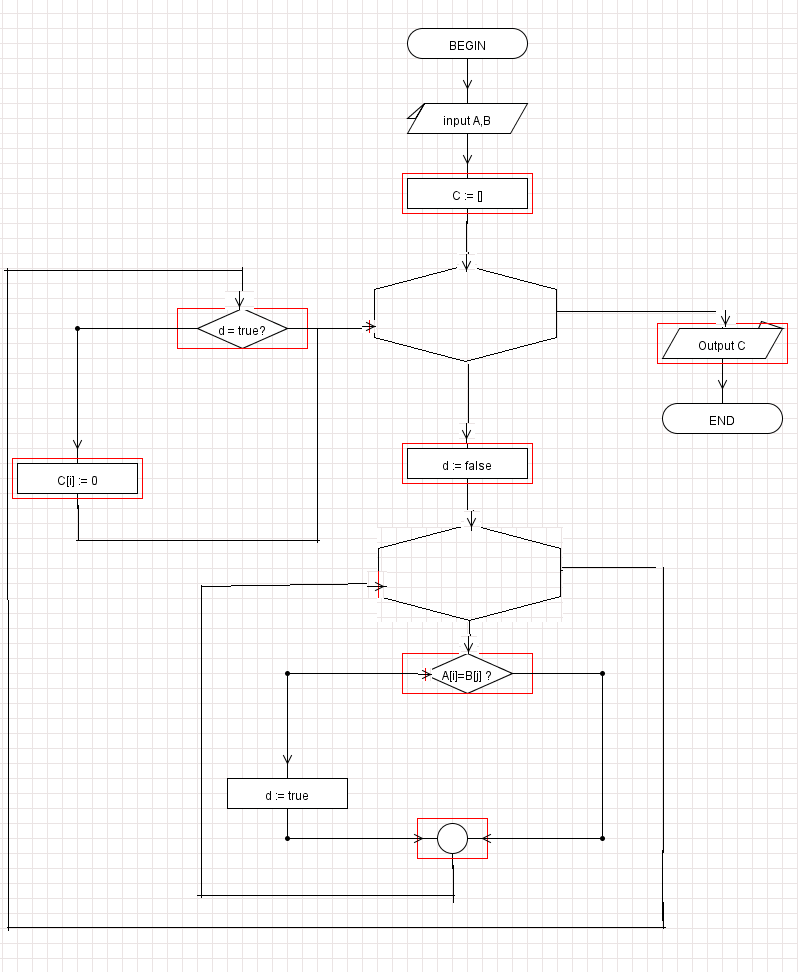 BEGIN
input A,B
C := []
d = true?
Output C
END
d := false
C[i] := 0
A[i]=B[j] ?
d := true